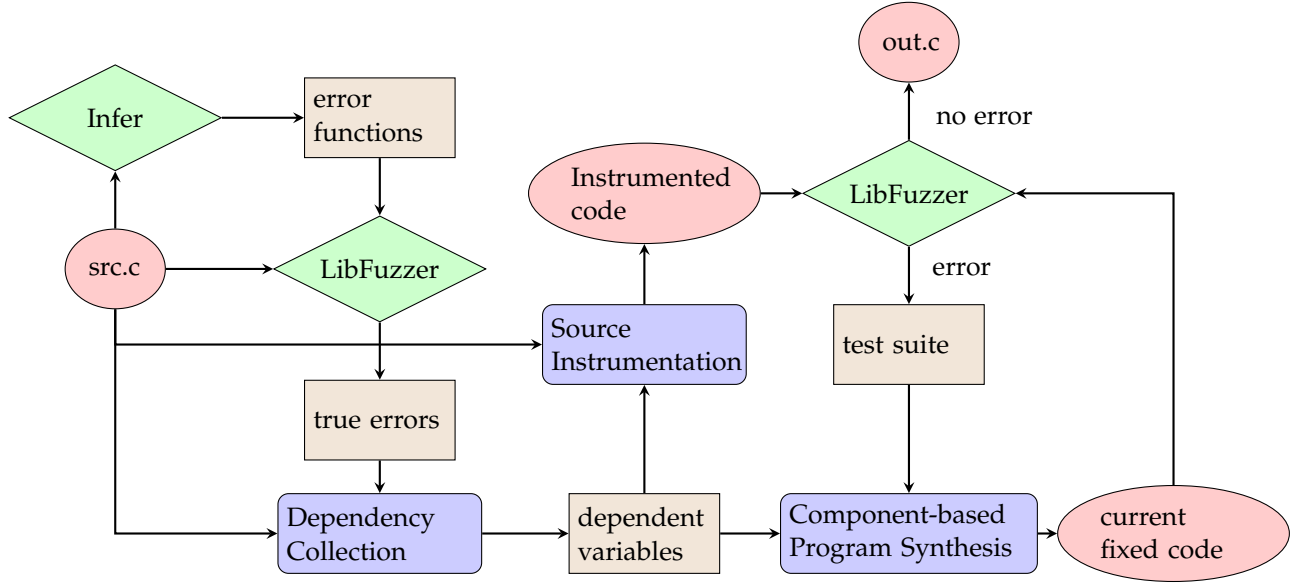 out.c
error
functions
Infer
no error
Instrumented
code
LibFuzzer
src.c
LibFuzzer
error
Source
Instrumentation
test suite
true errors
Dependency
Collection
dependent
variables
Component-based
Program Synthesis
current
fixed code